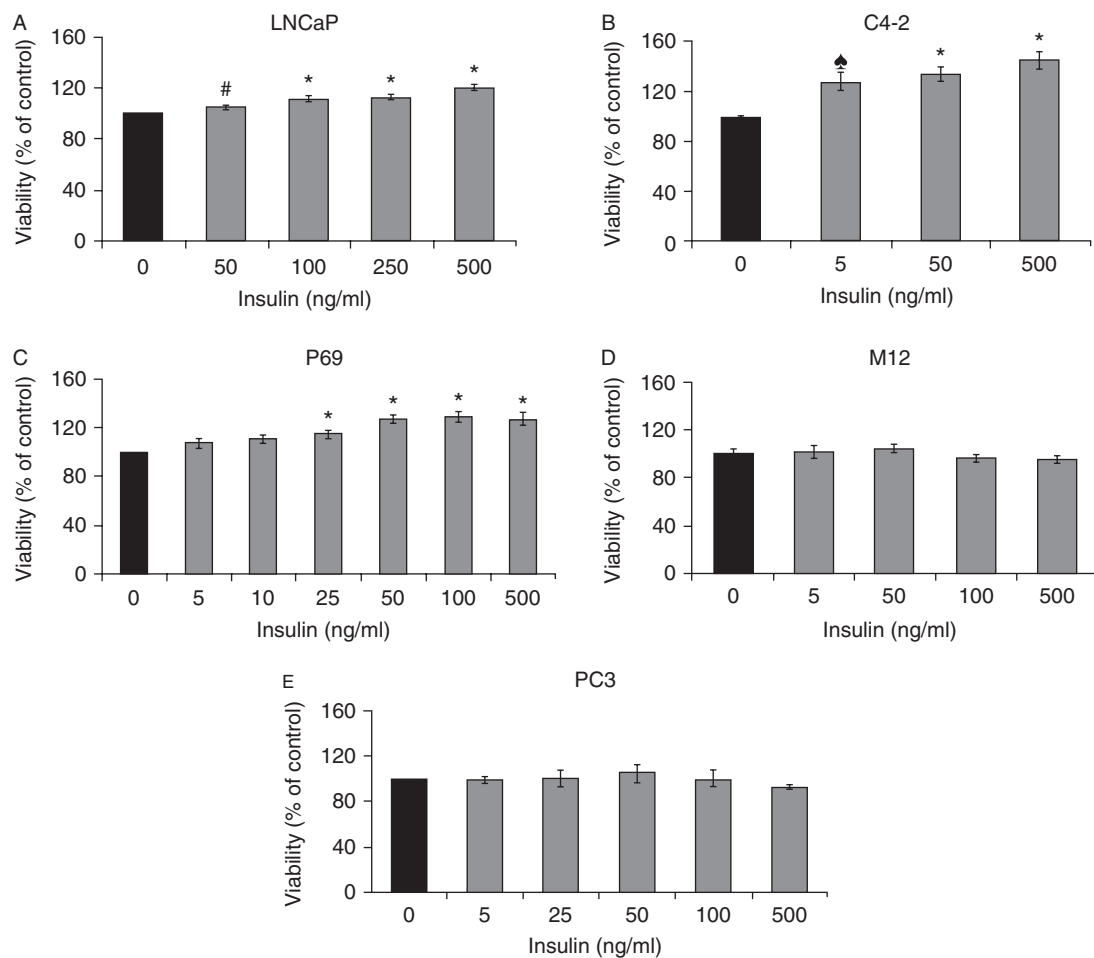 A
LNCaP
Viability (% of control)
160
120
80
40
0
#
*
*
*
0 50 100 250 500
Insulin (ng/ml)
B
C4-2
Viability (% of control)
160
120
80
40
0
♠
*
*
0 5 50 500
Insulin (ng/ml)
C
P69
Viability (% of control)
160
120
80
40
0
*
*
*
*
0 5 10 25 50 100 500
Insulin (ng/ml)
D
M12
Viability (% of control)
160
120
80
40
0
0 5 50 100 500
Insulin (ng/ml)
E
PC3
Viability (% of control)
160
120
80
40
0
0 5 25 50 100 500
Insulin (ng/ml)